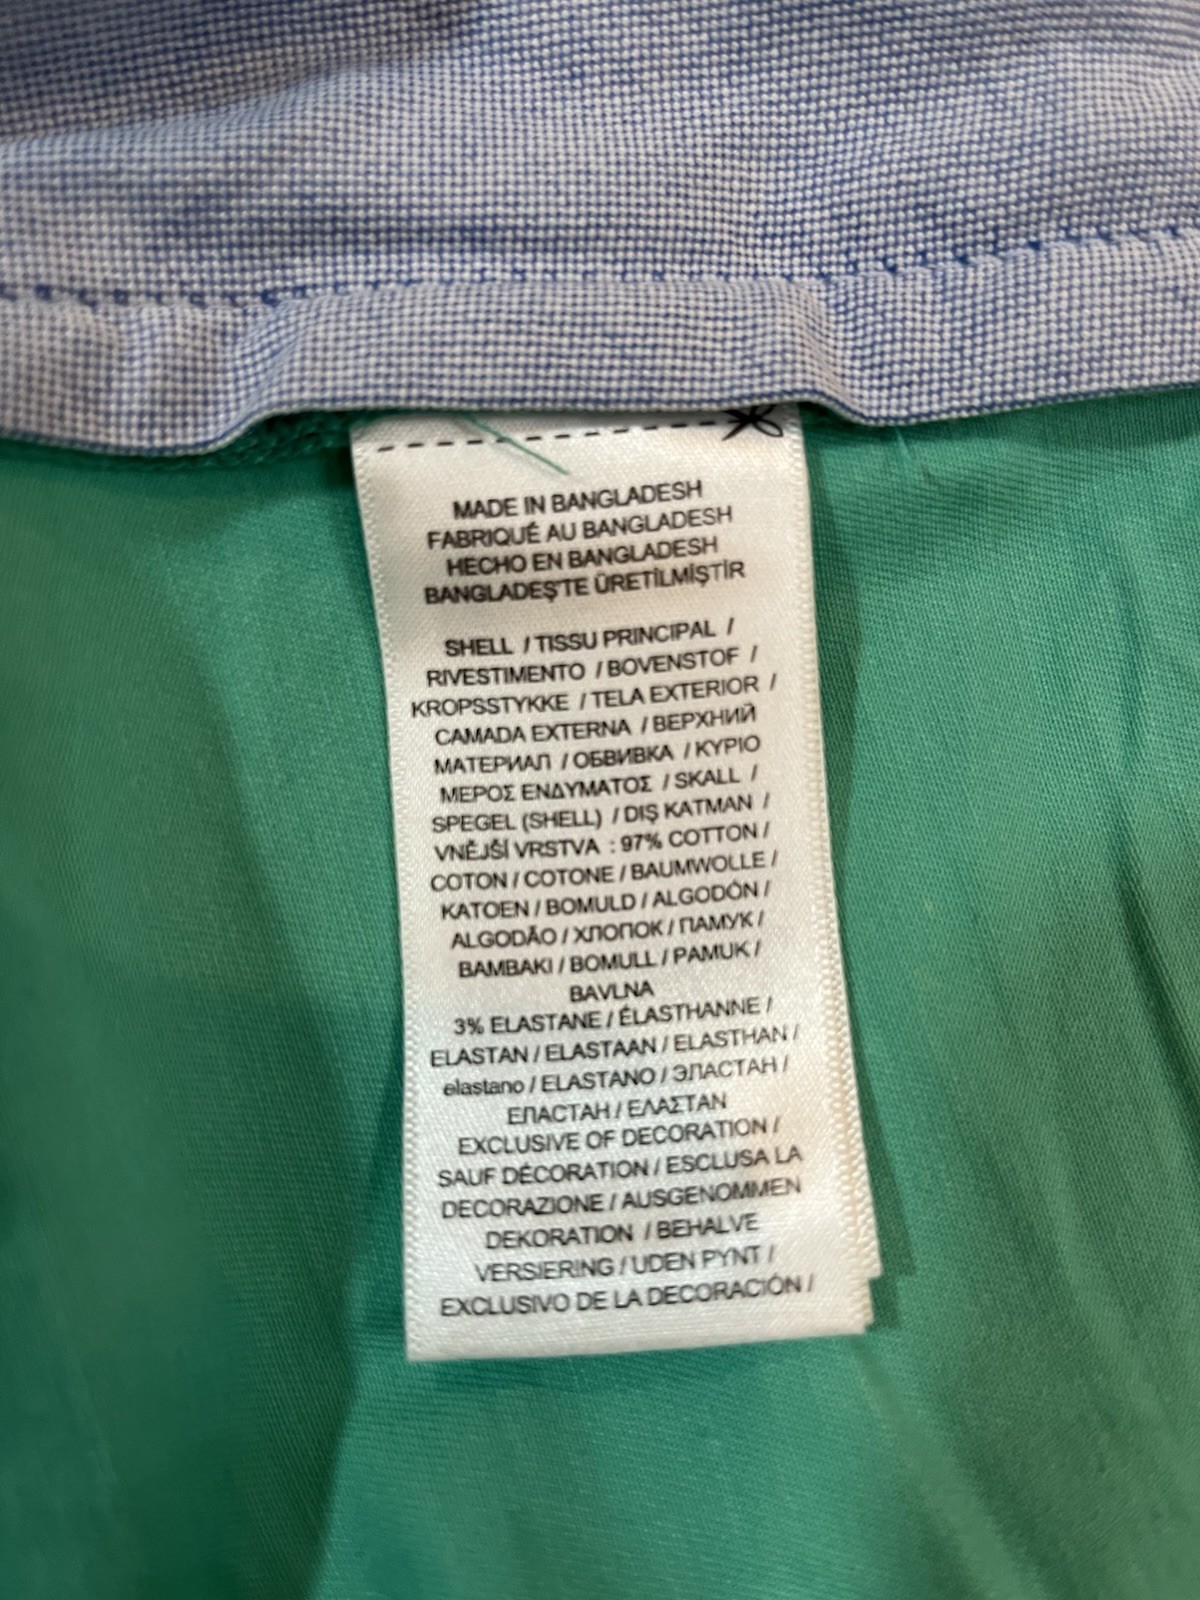 MADE IN BANGLADESH
FABRIQUÉ AU BANGLADESH
HECHO EN BANGLADESH
BANGLADEŞ'TE ÜRETİLMİŞTİR
SHELL / TISSU PRINCIPAL /
RIVESTIMENTO / BOVENSTOF /
KROPSSTYKKE / TELA EXTERIOR /
CAMADA EXTERNA / ВЕРХНИЙ
МАТЕРИАЛ / ОБВИВКА / ΚΥΡΙΟ
ΜΕΡΟΣ ΕΝΔΥΜΑΤΟΣ / SKALL /
SPEGEL (SHELL) / DIŞ KATMAN /
VNĚJŠÍ VRSTVA : 97% COTTON /
COTON / COTONE / BAUMWOLLE /
KATOEN / BOMULD / ALGODÓN /
ALGODÃO / ХЛОПОК / ПАМУК /
BAMBAKI / BOMULL / PAMUK /
BAVLNA
3% ELASTANE / ÉLASTHANNE /
ELASTAN / ELASTAAN / ELASTHAN /
elastano / ELASTANO / ЭЛАСТАН /
ЕЛАСТАН / ΕΛΑΣΤΑΝ
EXCLUSIVE OF DECORATION /
SAUF DÉCORATION / ESCLUSA LA
DECORAZIONE / AUSGENOMMEN
DEKORATION / BEHALVE
VERSIERING / UDEN PYNT /
EXCLUSIVO DE LA DECORACIÓN /